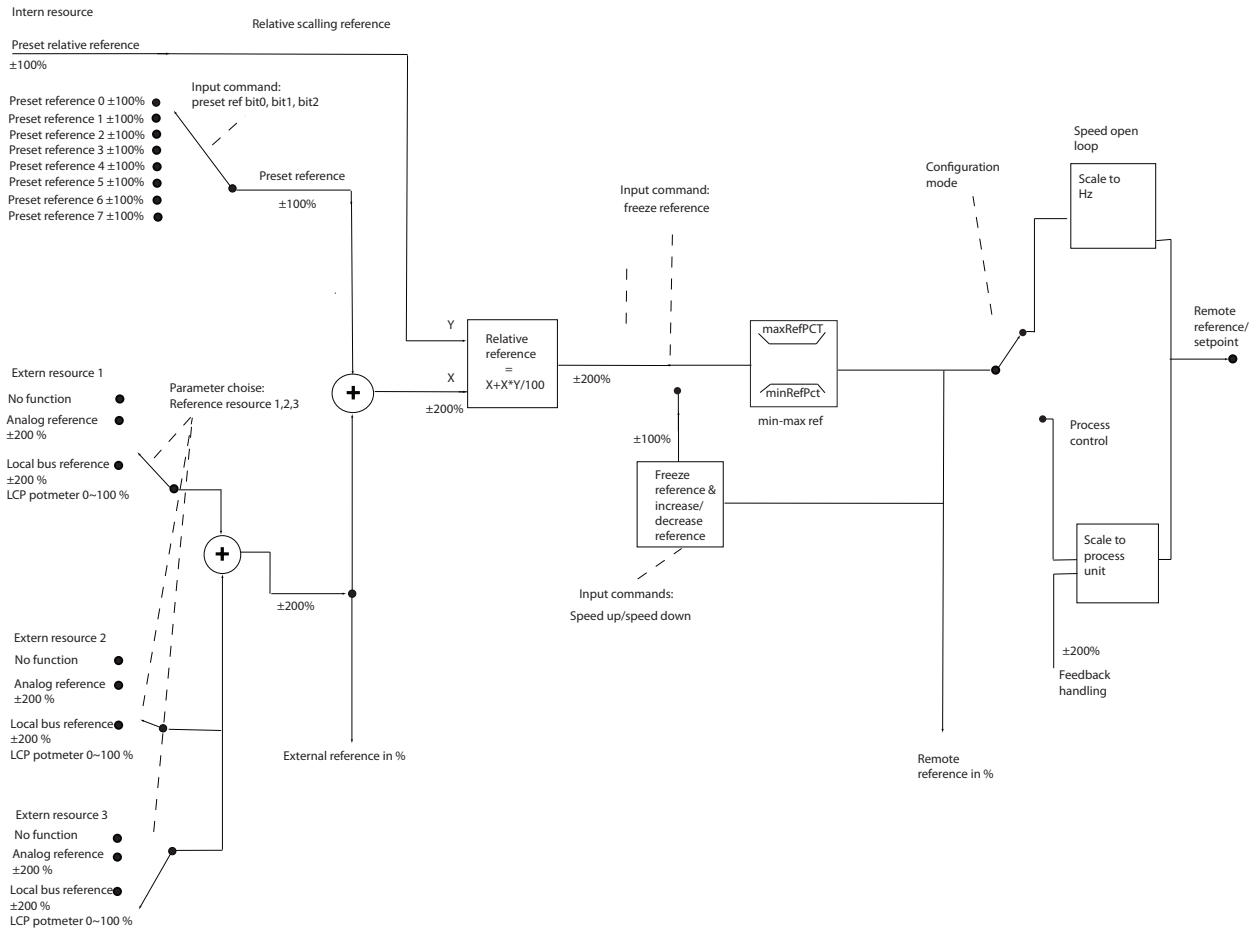 Intern resource
Relative scalling reference
Preset relative reference
±100%
Input command:
preset ref bit0, bit1, bit2
Preset reference 0 ±100%
Preset reference 1 ±100%
Preset reference 2 ±100%
Preset reference 3 ±100%
Preset reference 4 ±100%
Preset reference 5 ±100%
Preset reference 6 ±100%
Preset reference 7 ±100%
Preset reference
±100%
Input command:
freeze reference
Configuration
mode
Speed open
loop
Scale to
Hz
Y
X
±200%
Relative
reference
=
X+X*Y/100
±200%
maxRefPCT
minRefPct
min-max ref
Remote
reference/
setpoint
Extern resource 1
No function
Analog reference
±200 %
Local bus reference
±200 %
LCP potmeter 0~100 %
Parameter choise:
Reference resource 1,2,3
+
+
±200%
±100%
Freeze
reference &
increase/
decrease
reference
Input commands:
Speed up/speed down
Process
control
Scale to
process
unit
±200%
Feedback
handling
Extern resource 2
No function
Analog reference
±200 %
Local bus reference
±200 %
LCP potmeter 0~100 %
External reference in %
Remote
reference in %
Extern resource 3
No function
Analog reference
±200 %
Local bus reference
±200 %
LCP potmeter 0~100 %